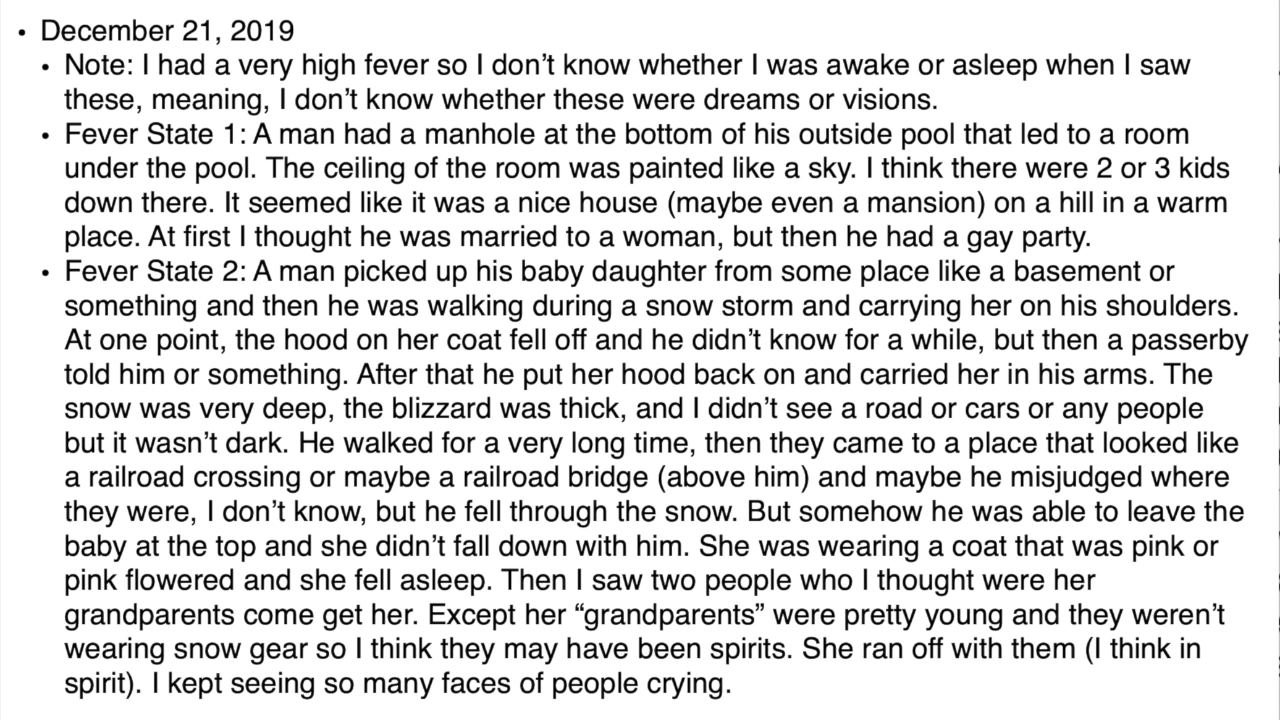 • December 21, 2019
• Note: I had a very high fever so I don’t know whether I was awake or asleep when I saw
these, meaning, I don’t know whether these were dreams or visions.
• Fever State 1: A man had a manhole at the bottom of his outside pool that led to a room
under the pool. The ceiling of the room was painted like a sky. I think there were 2 or 3 kids
down there. It seemed like it was a nice house (maybe even a mansion) on a hill in a warm
place. At first I thought he was married to a woman, but then he had a gay party.
• Fever State 2: A man picked up his baby daughter from some place like a basement or
something and then he was walking during a snow storm and carrying her on his shoulders.
At one point, the hood on her coat fell off and he didn’t know for a while, but then a passerby
told him or something. After that he put her hood back on and carried her in his arms. The
snow was very deep, the blizzard was thick, and I didn’t see a road or cars or any people
but it wasn’t dark. He walked for a very long time, then they came to a place that looked like
a railroad crossing or maybe a railroad bridge (above him) and maybe he misjudged where
they were, I don’t know, but he fell through the snow. But somehow he was able to leave the
baby at the top and she didn’t fall down with him. She was wearing a coat that was pink or
pink flowered and she fell asleep. Then I saw two people who I thought were her
grandparents come get her. Except her “grandparents” were pretty young and they weren’t
wearing snow gear so I think they may have been spirits. She ran off with them (I think in
spirit). I kept seeing so many faces of people crying.